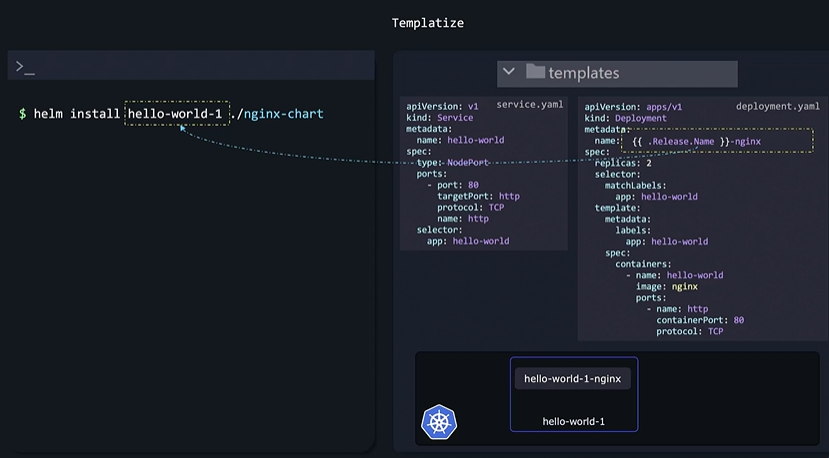 Templatize
>_
$ helm install hello-world-1 ./nginx-chart
templates
service.yaml
apiVersion: v1
kind: Service
metadata:
name: hello-world
spec:
type: NodePort
ports:
- port: 80
targetPort: http
protocol: TCP
name: http
selector:
app: hello-world
deployment.yaml
apiVersion: apps/v1
kind: Deployment
metadata:
name: {{ .Release.Name }}-nginx
spec:
replicas: 2
selector:
matchLabels:
app: hello-world
template:
metadata:
labels:
app: hello-world
spec:
containers:
- name: hello-world
image: nginx
ports:
- name: http
containerPort: 80
protocol: TCP
hello-world-1-nginx
hello-world-1